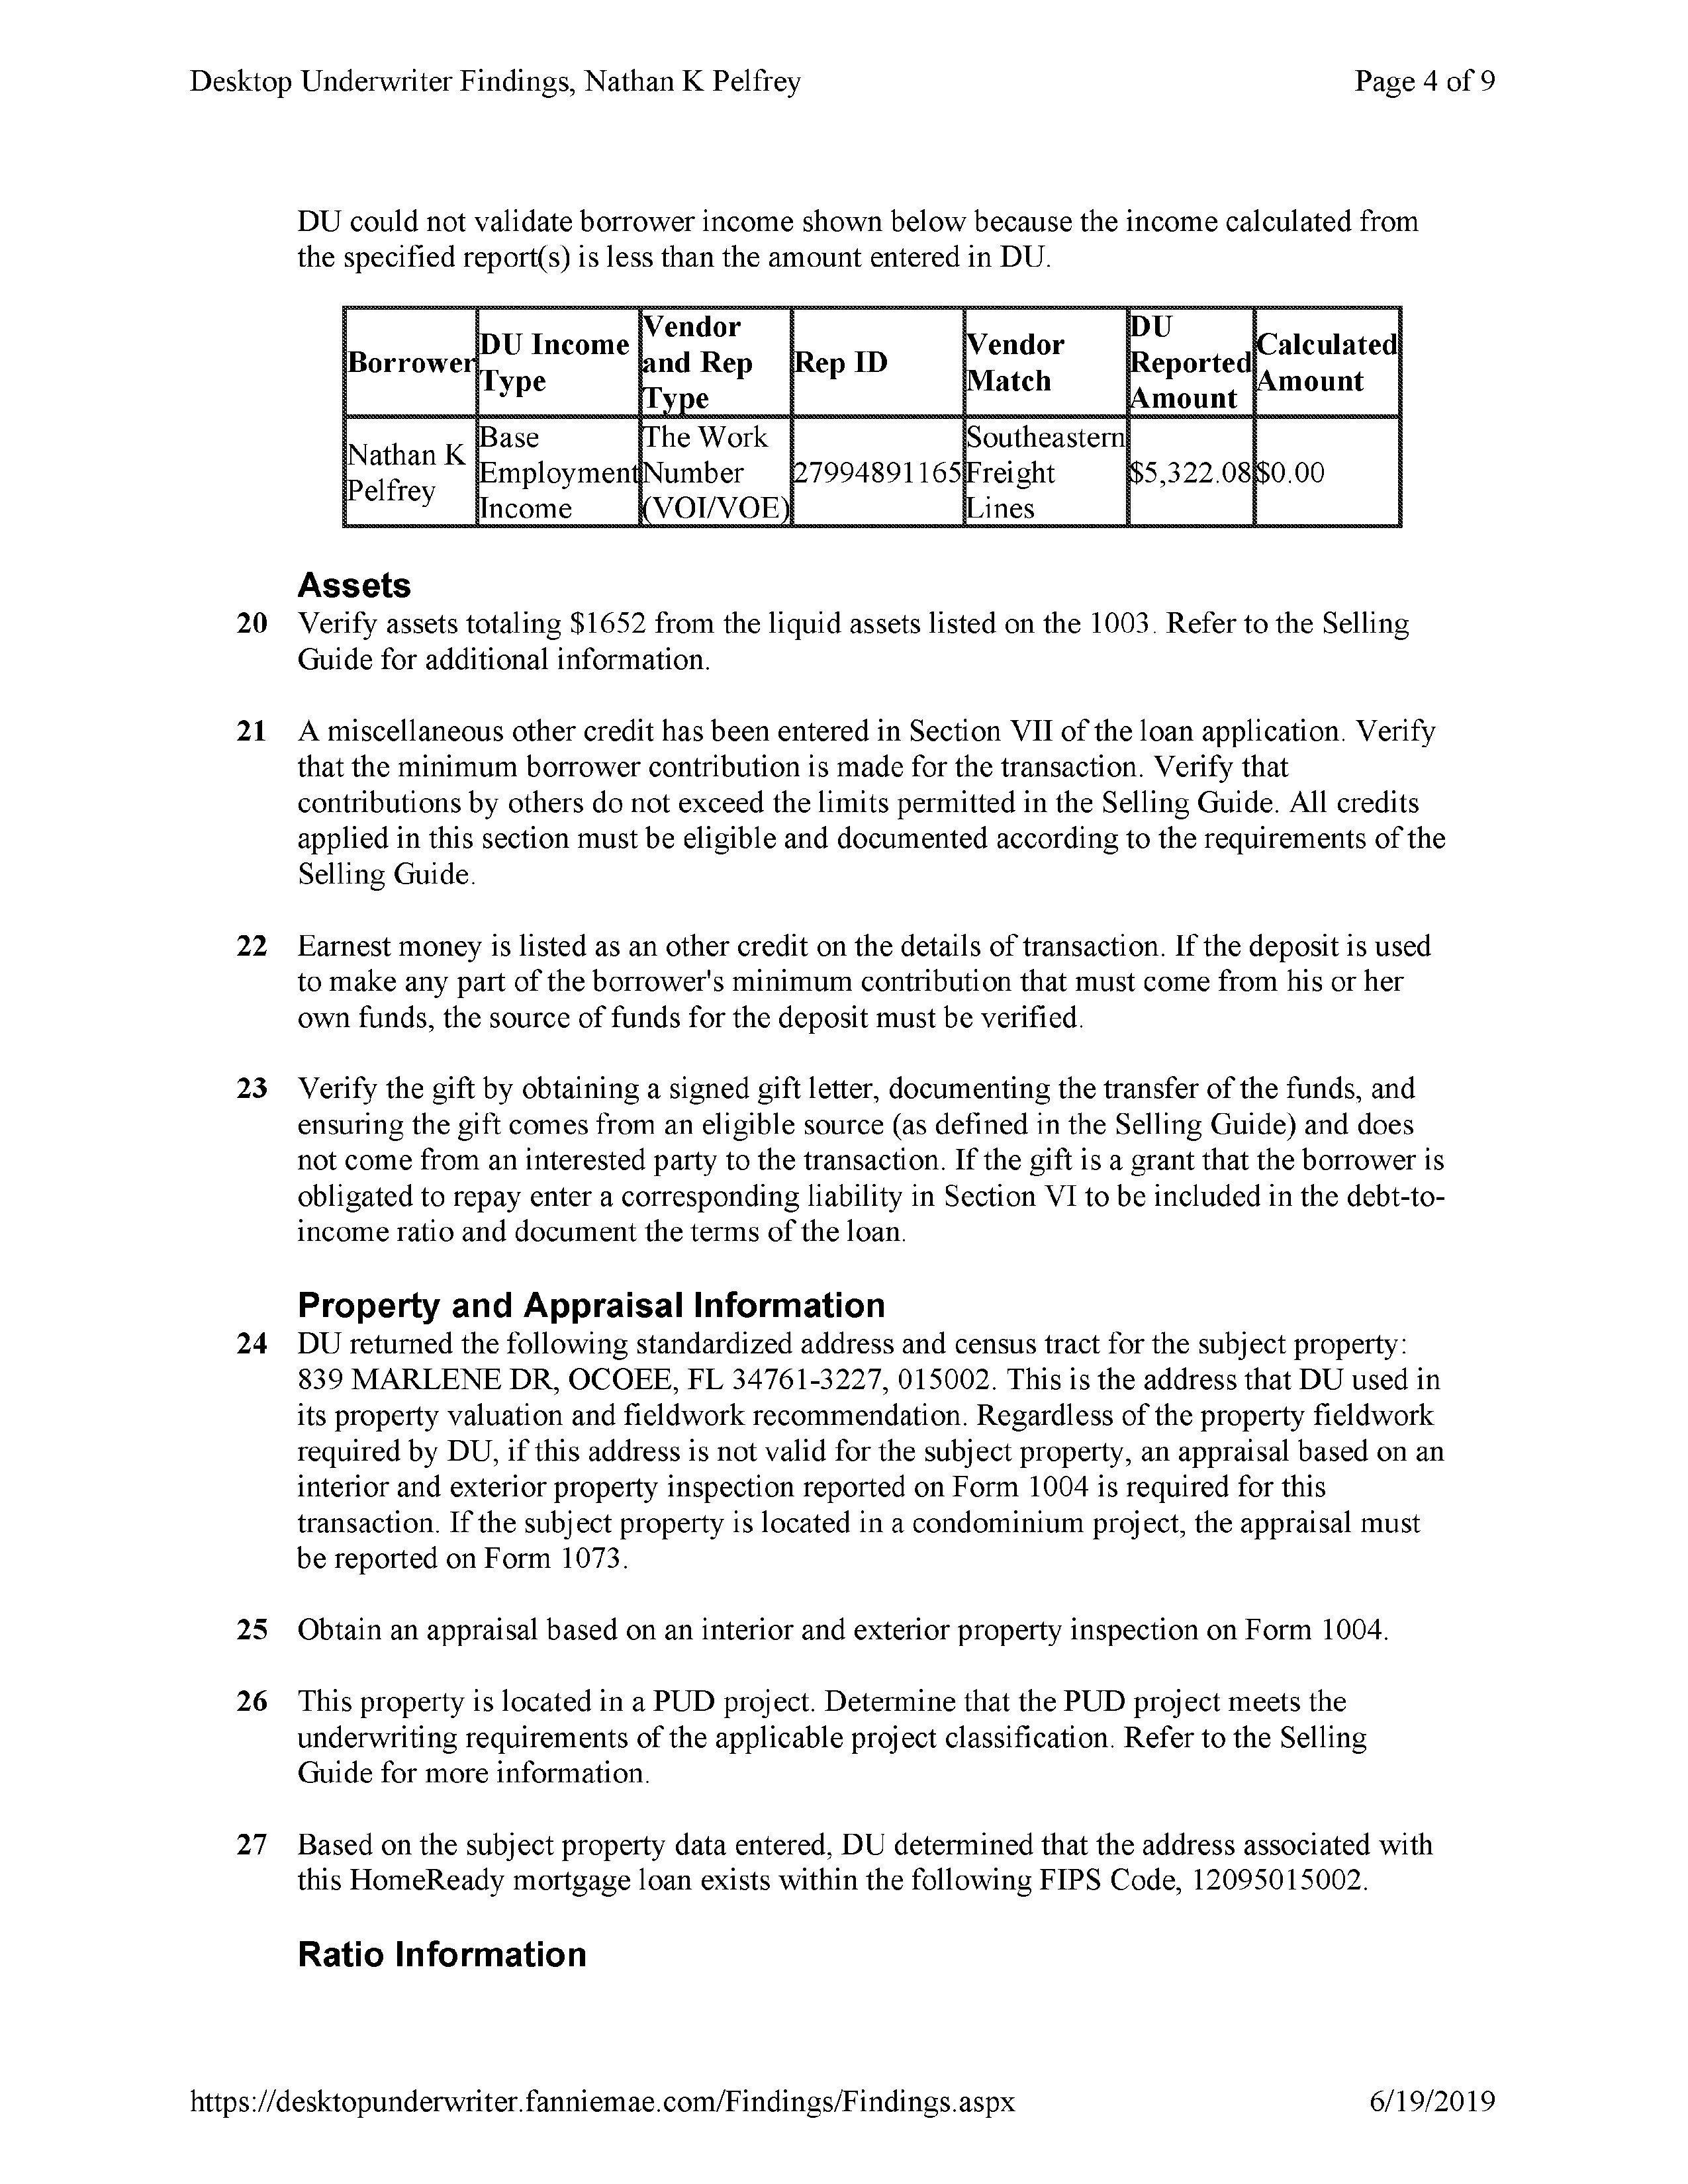 Desktop Underwriter Findings, Nathan K Pelfrey Page 4 of 9
DU could not validate borrower income shown below because the income calculated from
the specified report(s) is less than the amount entered in DU.
Borrower DU Income Type Vendor and Rep Type Rep ID Vendor Match DU Reported Amount Calculated Amount
Nathan K Pelfrey Base Employment Income The Work Number (VOI/VOE) 27994891165 Southeastern Freight Lines $5,322.08 $0.00
Assets
20 Verify assets totaling $1652 from the liquid assets listed on the 1003. Refer to the Selling
Guide for additional information.
21 A miscellaneous other credit has been entered in Section VII of the loan application. Verify
that the minimum borrower contribution is made for the transaction. Verify that
contributions by others do not exceed the limits permitted in the Selling Guide. All credits
applied in this section must be eligible and documented according to the requirements of the
Selling Guide.
22 Earnest money is listed as an other credit on the details of transaction. If the deposit is used
to make any part of the borrower's minimum contribution that must come from his or her
own funds, the source of funds for the deposit must be verified.
23 Verify the gift by obtaining a signed gift letter, documenting the transfer of the funds, and
ensuring the gift comes from an eligible source (as defined in the Selling Guide) and does
not come from an interested party to the transaction. If the gift is a grant that the borrower is
obligated to repay enter a corresponding liability in Section VI to be included in the debt-to-
income ratio and document the terms of the loan.
Property and Appraisal Information
24 DU returned the following standardized address and census tract for the subject property:
839 MARLENE DR, OCOEE, FL 34761-3227, 015002. This is the address that DU used in
its property valuation and fieldwork recommendation. Regardless of the property fieldwork
required by DU, if this address is not valid for the subject property, an appraisal based on an
interior and exterior property inspection reported on Form 1004 is required for this
transaction. If the subject property is located in a condominium project, the appraisal must
be reported on Form 1073.
25 Obtain an appraisal based on an interior and exterior property inspection on Form 1004.
26 This property is located in a PUD project. Determine that the PUD project meets the
underwriting requirements of the applicable project classification. Refer to the Selling
Guide for more information.
27 Based on the subject property data entered, DU determined that the address associated with
this HomeReady mortgage loan exists within the following FIPS Code, 12095015002.
Ratio Information
https://desktopunderwriter.fanniemae.com/Findings/Findings.aspx 6/19/2019